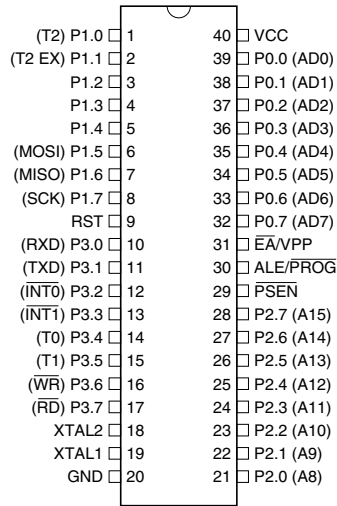 (T2) P1.0 1 40 VCC
(T2 EX) P1.1 2 39 P0.0 (AD0)
P1.2 3 38 P0.1 (AD1)
P1.3 4 37 P0.2 (AD2)
P1.4 5 36 P0.3 (AD3)
(MOSI) P1.5 6 35 P0.4 (AD4)
(MISO) P1.6 7 34 P0.5 (AD5)
(SCK) P1.7 8 33 P0.6 (AD6)
RST 9 32 P0.7 (AD7)
(RXD) P3.0 10 31 E̅A̅/VPP
(TXD) P3.1 11 30 ALE/P̅R̅O̅G̅
(I̅N̅T̅0̅) P3.2 12 29 P̅S̅E̅N̅
(I̅N̅T̅1̅) P3.3 13 28 P2.7 (A15)
(T0) P3.4 14 27 P2.6 (A14)
(T1) P3.5 15 26 P2.5 (A13)
(W̅R̅) P3.6 16 25 P2.4 (A12)
(R̅D̅) P3.7 17 24 P2.3 (A11)
XTAL2 18 23 P2.2 (A10)
XTAL1 19 22 P2.1 (A9)
GND 20 21 P2.0 (A8)